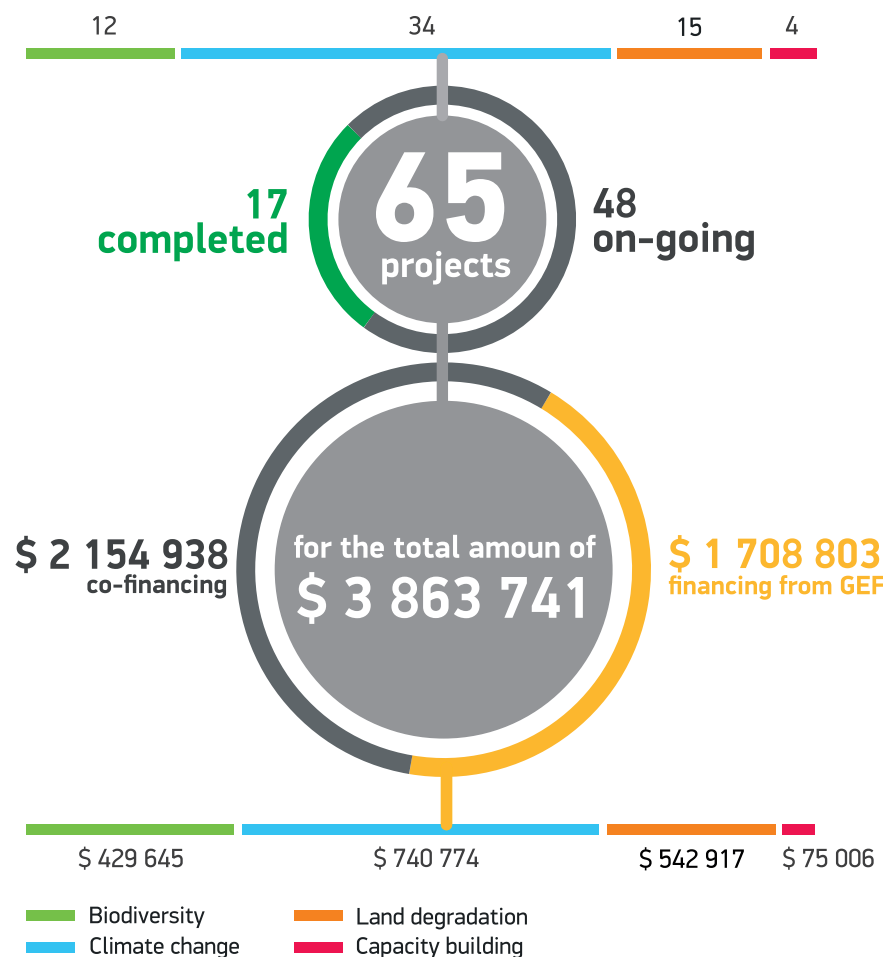 12
34
15
4
65
projects
17
completed
48
on-going
for the total amoun of
$ 3 863 741
$ 2 154 938
co-financing
$ 1 708 803
financing from GEF
$ 429 645
$ 740 774
$ 542 917
$ 75 006
Biodiversity
Land degradation
Climate change
Capacity building